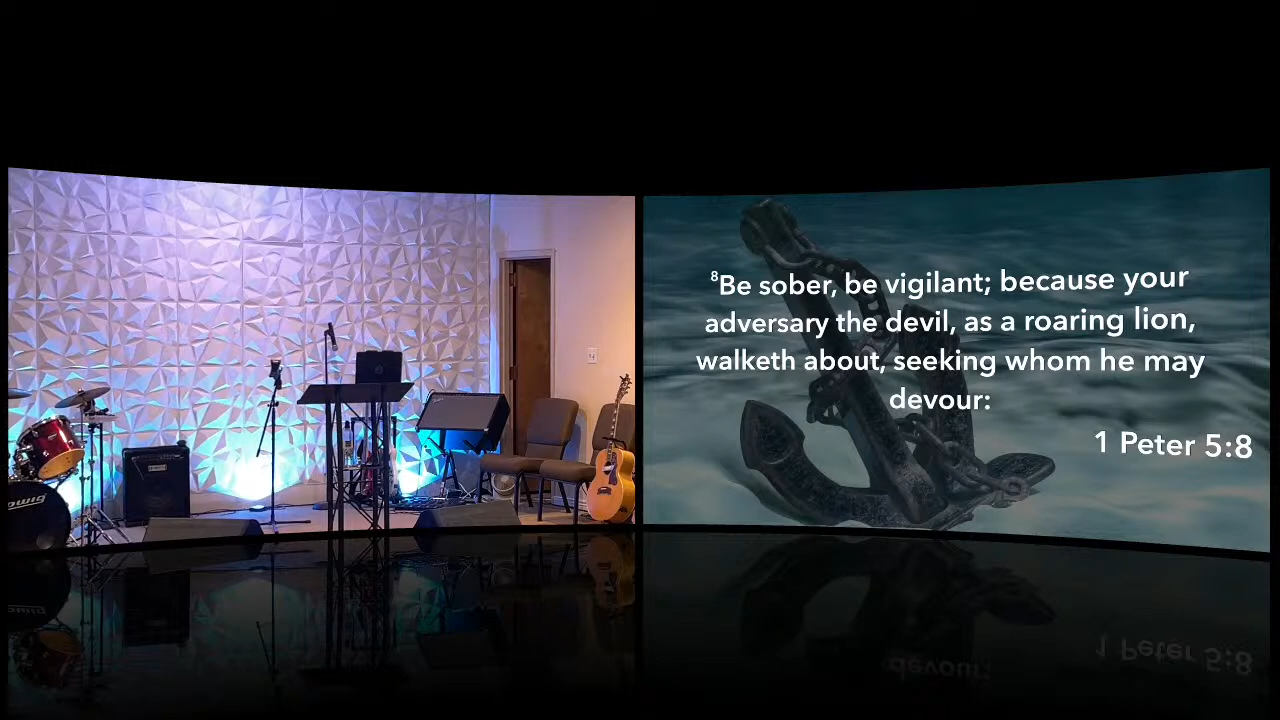 ⁸Be sober, be vigilant; because your
adversary the devil, as a roaring lion,
walketh about, seeking whom he may
devour:
1 Peter 5:8